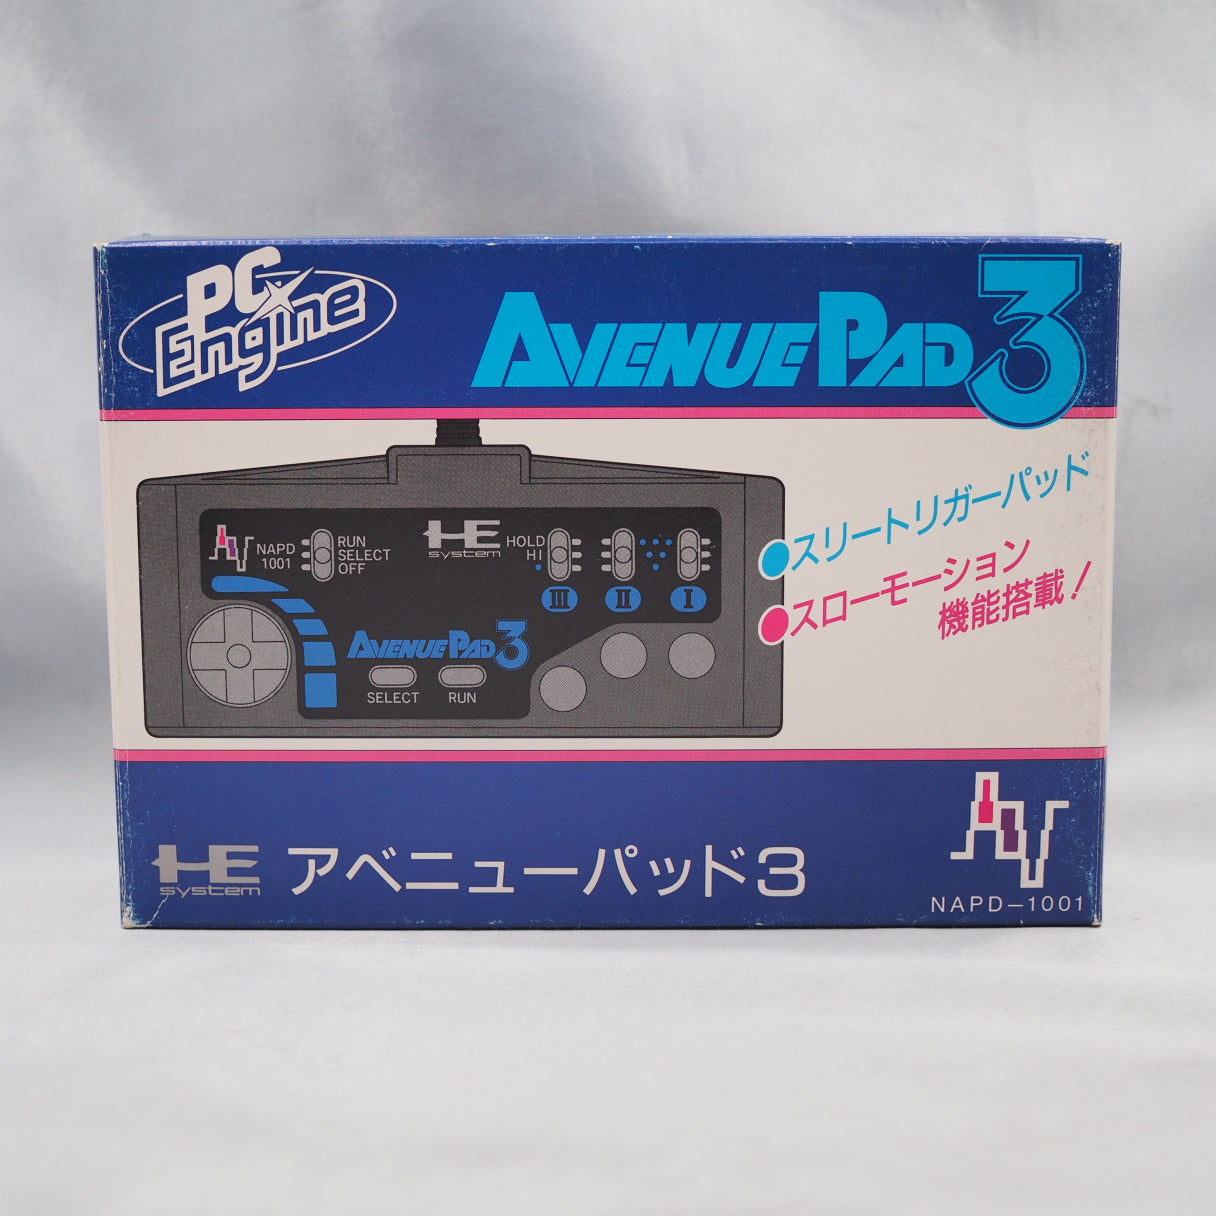 PC Engine
AVENUE PAD 3
NAPD 1001
RUN
SELECT
OFF
HE system
HOLD
HI
III II I
AVENUE PAD 3
SELECT RUN
●スリートリガーパッド
●スローモーション
機能搭載!
HE system
アベニューパッド3
NAPD-1001